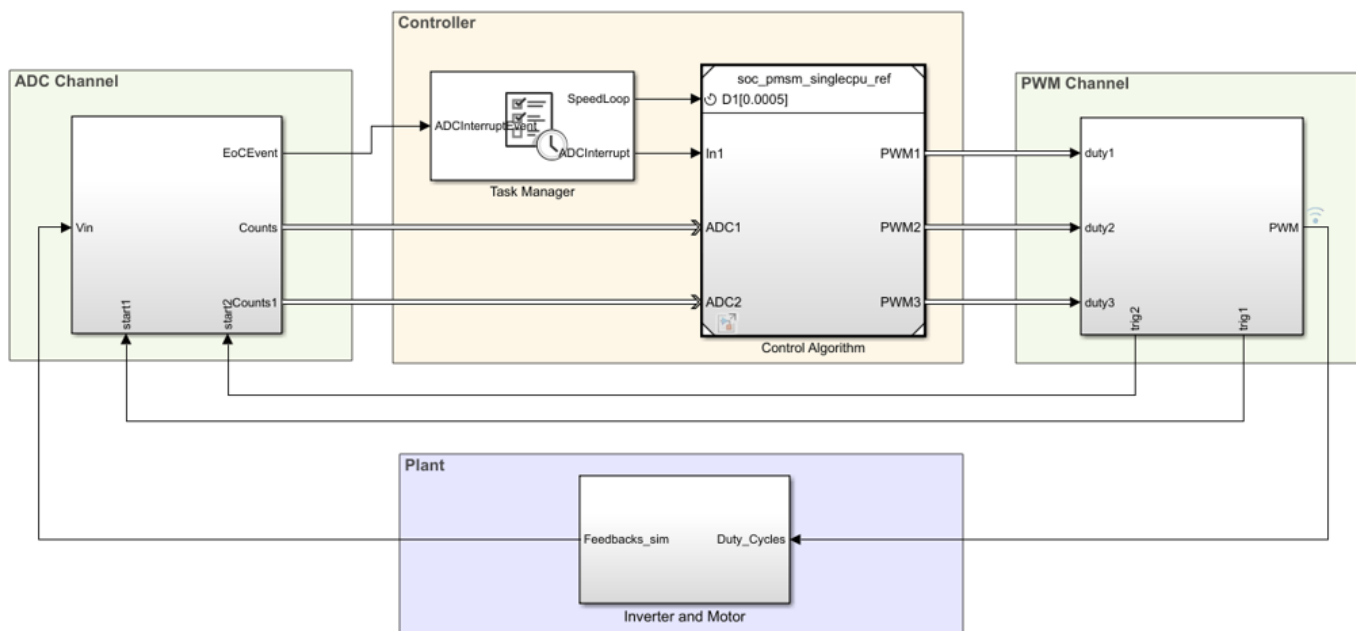 Controller
ADC Channel
EoCEvent
Vin
Counts
Counts1
start1
start2
SpeedLoop
ADCInterruptEvent
ADCInterrupt
Task Manager
soc_pmsm_singlecpu_ref
D1[0.0005]
In1
PWM1
ADC1
PWM2
ADC2
PWM3
Control Algorithm
PWM Channel
duty1
duty2
PWM
duty3
trig2
trig1
Plant
Feedbacks_sim
Duty_Cycles
Inverter and Motor